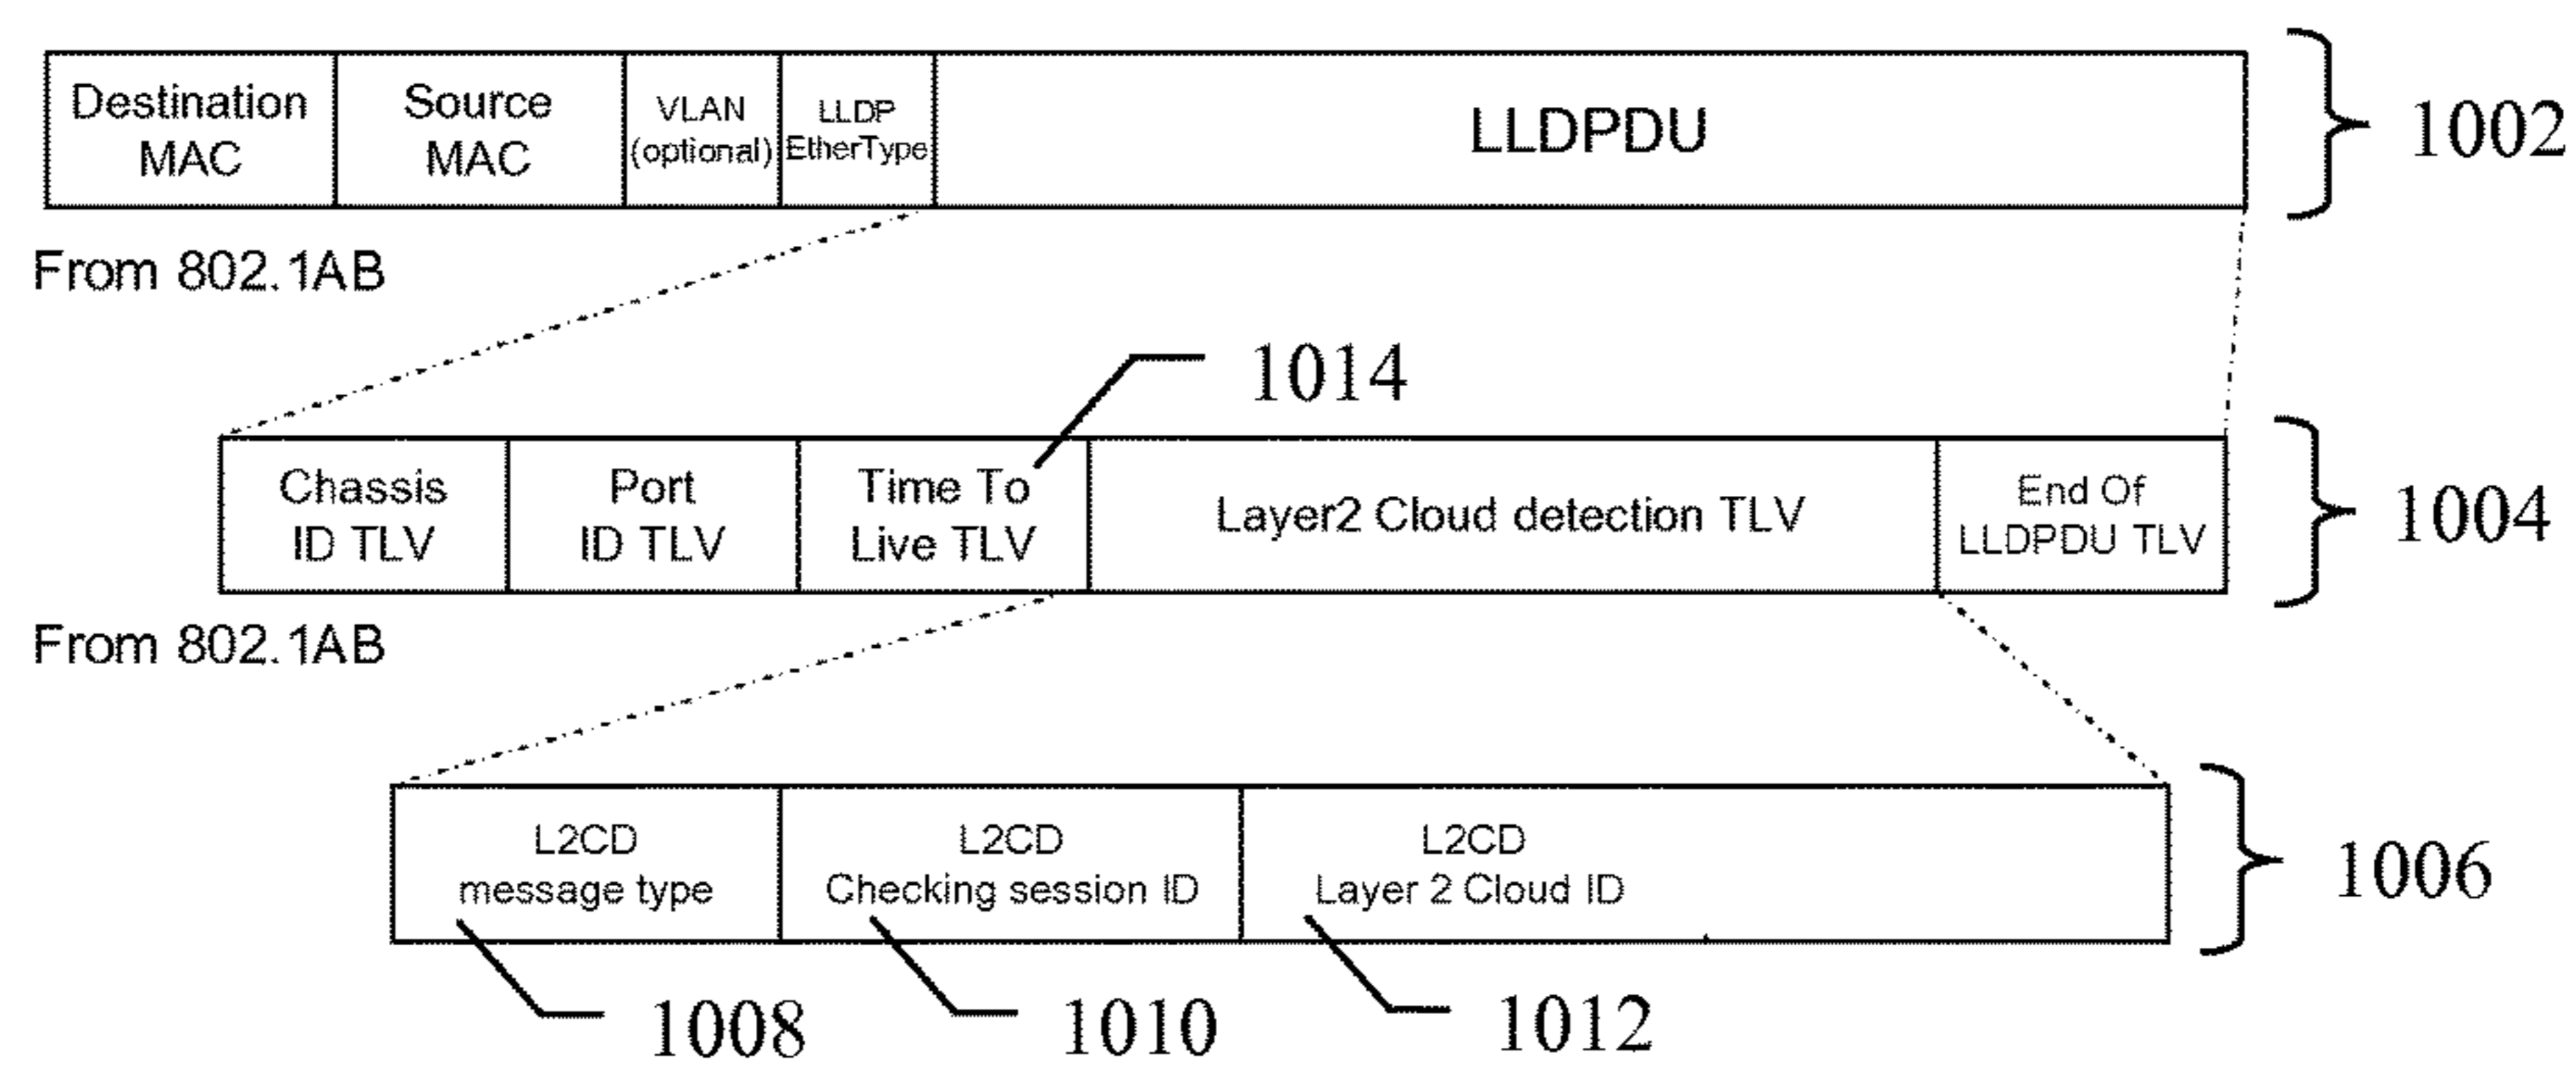 Destination
MAC
Source
MAC
VLAN
(optional)
LLDP
EtherType
LLDPDU
1002
From 802.1AB
1014
Chassis
ID TLV
Port
ID TLV
Time To
Live TLV
Layer2 Cloud detection TLV
End Of
LLDPDU TLV
1004
From 802.1AB
L2CD
message type
L2CD
Checking session ID
L2CD
Layer 2 Cloud ID
1006
1008
1010
1012